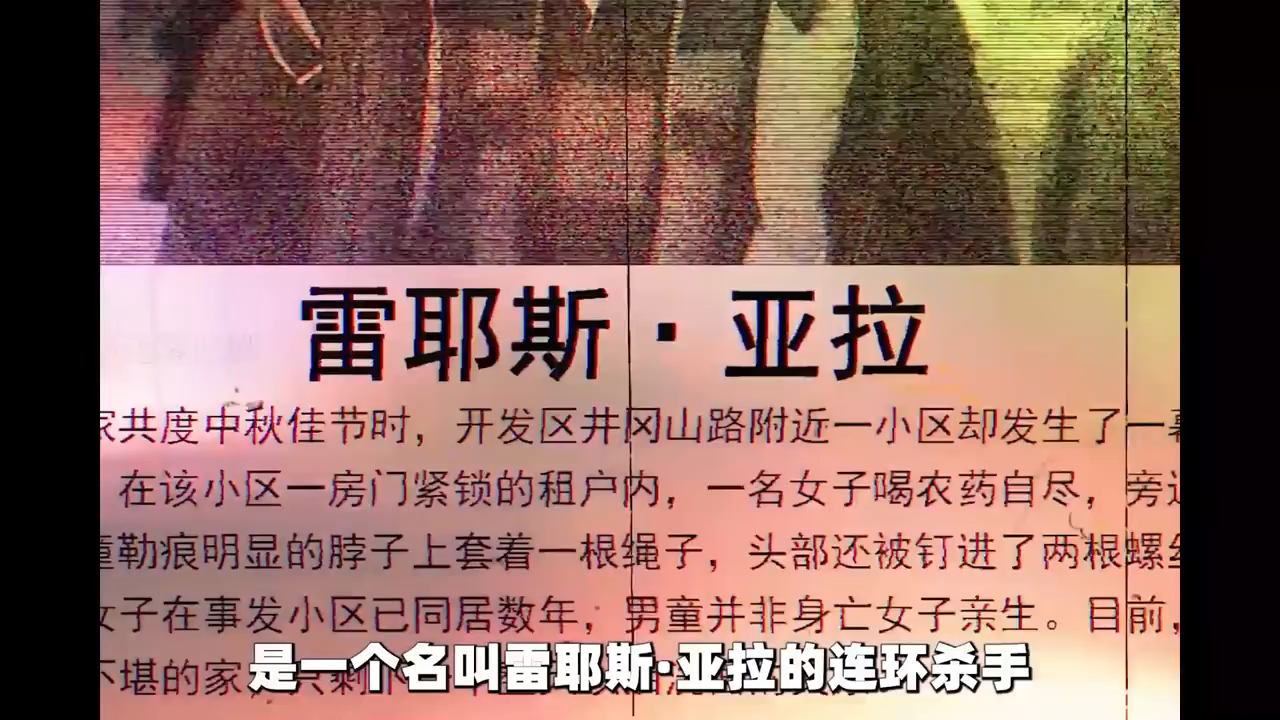 雷耶斯·亚拉
家共度中秋佳节时，开发区井冈山路附近一小区却发生了一幕
在该小区一房门紧锁的租户内，一名女子喝农药自尽，旁边
童勒痕明显的脖子上套着一根绳子，头部还被钉进了两根螺丝
女子在事发小区已同居数年；男童并非身亡女子亲生。目前，
不堪的家
是一个名叫雷耶斯·亚拉的连环杀手